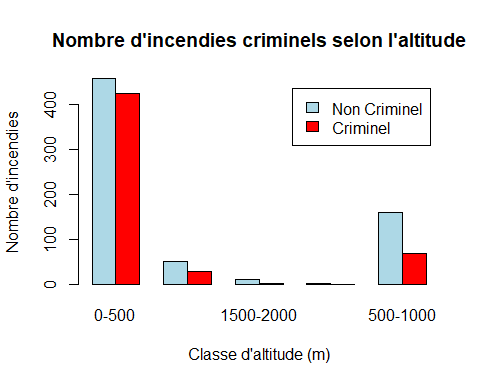 Nombre d'incendies criminels selon l'altitude
Nombre d'incendies
400
300
200
100
0
Non Criminel
Criminel
0-500
1500-2000
500-1000
Classe d'altitude (m)